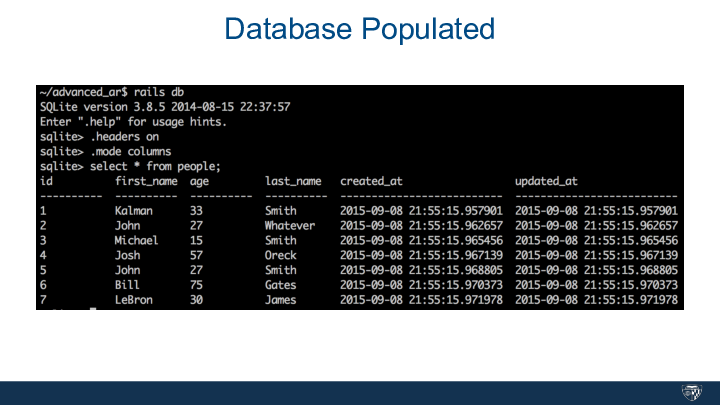 Database Populated
~/advanced_ar$ rails db
SQLite version 3.8.5 2014-08-15 22:37:57
Enter ".help" for usage hints.
sqlite> .headers on
sqlite> .mode columns
sqlite> select * from people;
id first_name age last_name created_at updated_at
---------- ---------- ---------- ---------- -------------------------- --------------------------
1 Kalman 33 Smith 2015-09-08 21:55:15.957901 2015-09-08 21:55:15.957901
2 John 27 Whatever 2015-09-08 21:55:15.962657 2015-09-08 21:55:15.962657
3 Michael 15 Smith 2015-09-08 21:55:15.965456 2015-09-08 21:55:15.965456
4 Josh 57 Oreck 2015-09-08 21:55:15.967139 2015-09-08 21:55:15.967139
5 John 27 Smith 2015-09-08 21:55:15.968805 2015-09-08 21:55:15.968805
6 Bill 75 Gates 2015-09-08 21:55:15.970373 2015-09-08 21:55:15.970373
7 LeBron 30 James 2015-09-08 21:55:15.971978 2015-09-08 21:55:15.971978